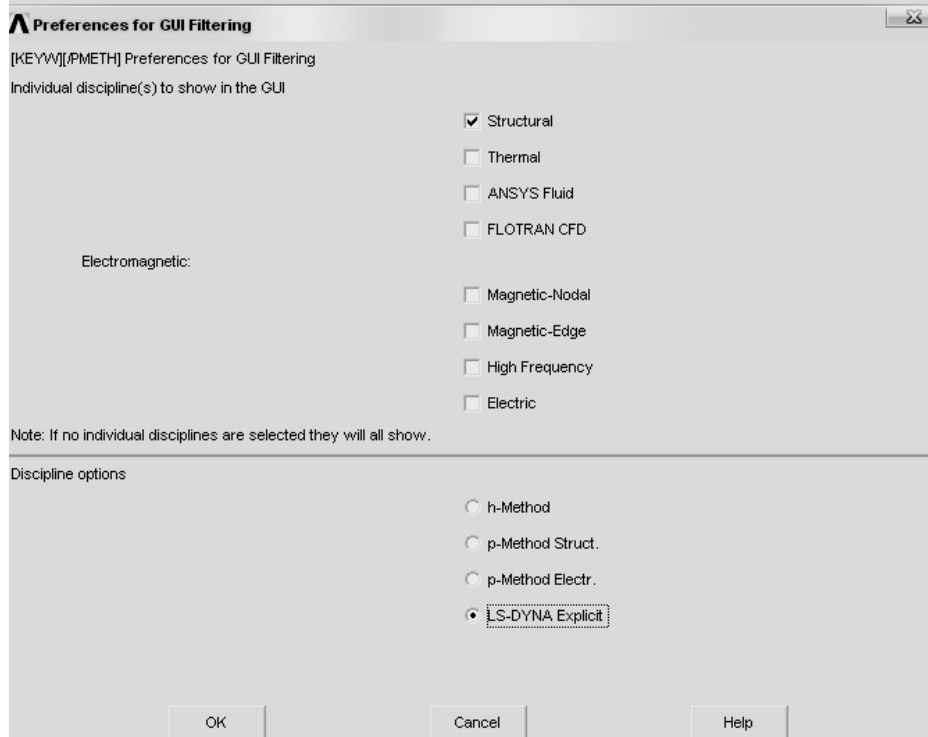 Preferences for GUI Filtering
[KEYW][/PMETH] Preferences for GUI Filtering
Individual discipline(s) to show in the GUI
Structural
Thermal
ANSYS Fluid
FLOTRAN CFD
Electromagnetic:
Magnetic-Nodal
Magnetic-Edge
High Frequency
Electric
Note: If no individual disciplines are selected they will all show.
Discipline options
h-Method
p-Method Struct.
p-Method Electr.
LS-DYNA Explicit
OK Cancel Help